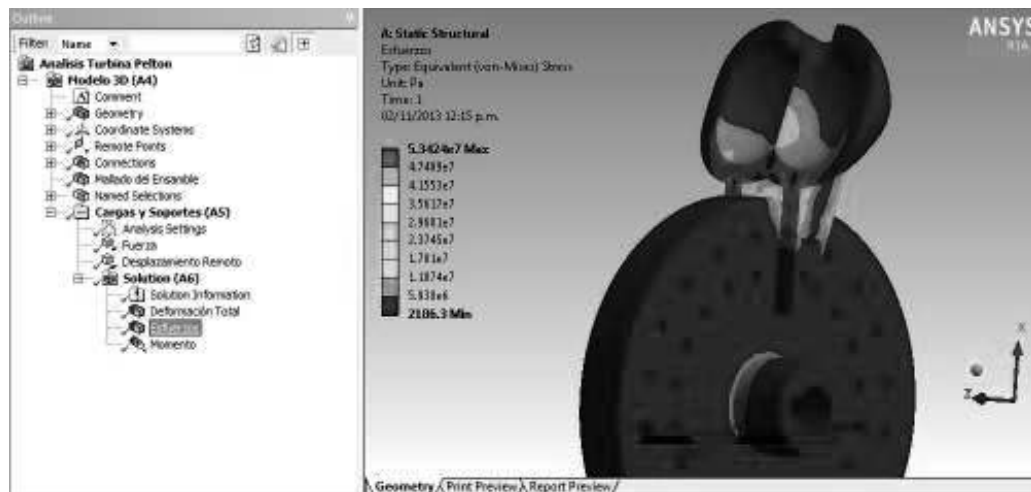 Outline
Filter: Name
Analisis Turbina Pelton
Modelo 3D (A4)
Comment
Geometry
Coordinate Systems
Remote Points
Connections
Mallado del Ensamble
Named Selections
Cargas y Soportes (A5)
Analysis Settings
Fuerza
Desplazamiento Remoto
Solution (A6)
Solution Information
Deformación Total
Esfuerzos
Momento
A: Static Structural
Esfuerzos
Type: Equivalent (von-Mises) Stress
Unit: Pa
Time: 1
02/11/2013 12:15 p.m.
5.3424e7 Max
4.7489e7
4.1553e7
3.5617e7
2.9681e7
2.3745e7
1.781e7
1.1874e7
5.938e6
2186.3 Min
ANSYS
X
Z
Geometry
Print Preview
Report Preview